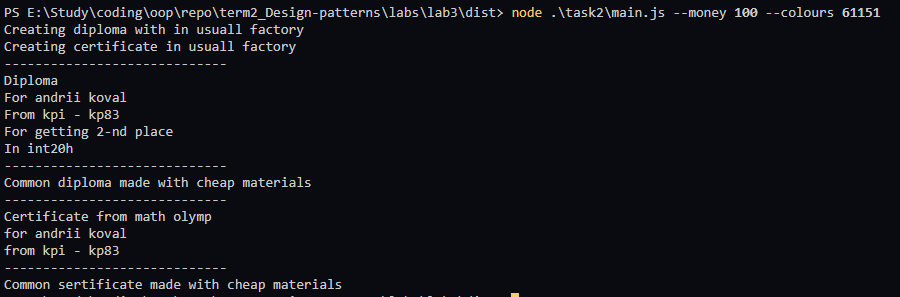 PS E:\Study\coding\oop\repo\term2_Design-patterns\labs\lab3\dist> node .\task2\main.js --money 100 --colours 61151
Creating diploma with in usuall factory
Creating certificate in usuall factory
-----------------------------
Diploma
For andrii koval
From kpi - kp83
For getting 2-nd place
In int20h
-----------------------------
Common diploma made with cheap materials
-----------------------------
Certificate from math olymp
for andrii koval
from kpi - kp83
-----------------------------
Common sertificate made with cheap materials